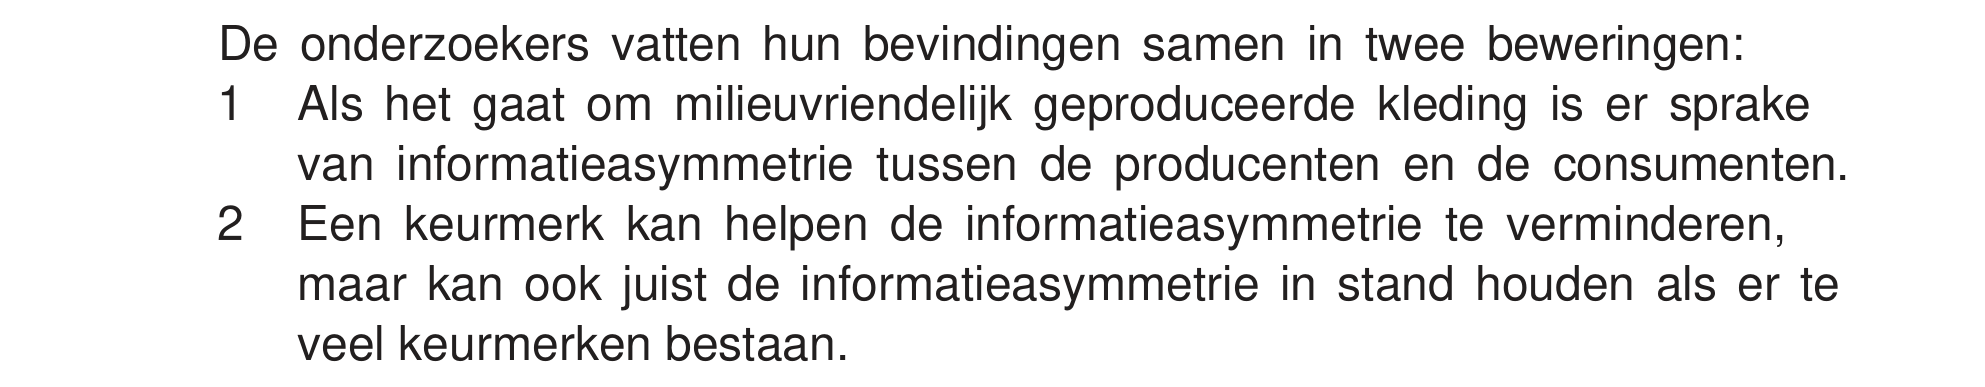 De onderzoekers vatten hun bevindingen samen in twee beweringen:
1 Als het gaat om milieuvriendelijk geproduceerde kleding is er sprake
van informatieasymmetrie tussen de producenten en de consumenten.
2 Een keurmerk kan helpen de informatieasymmetrie te verminderen,
maar kan ook juist de informatieasymmetrie in stand houden als er te
veel keurmerken bestaan.